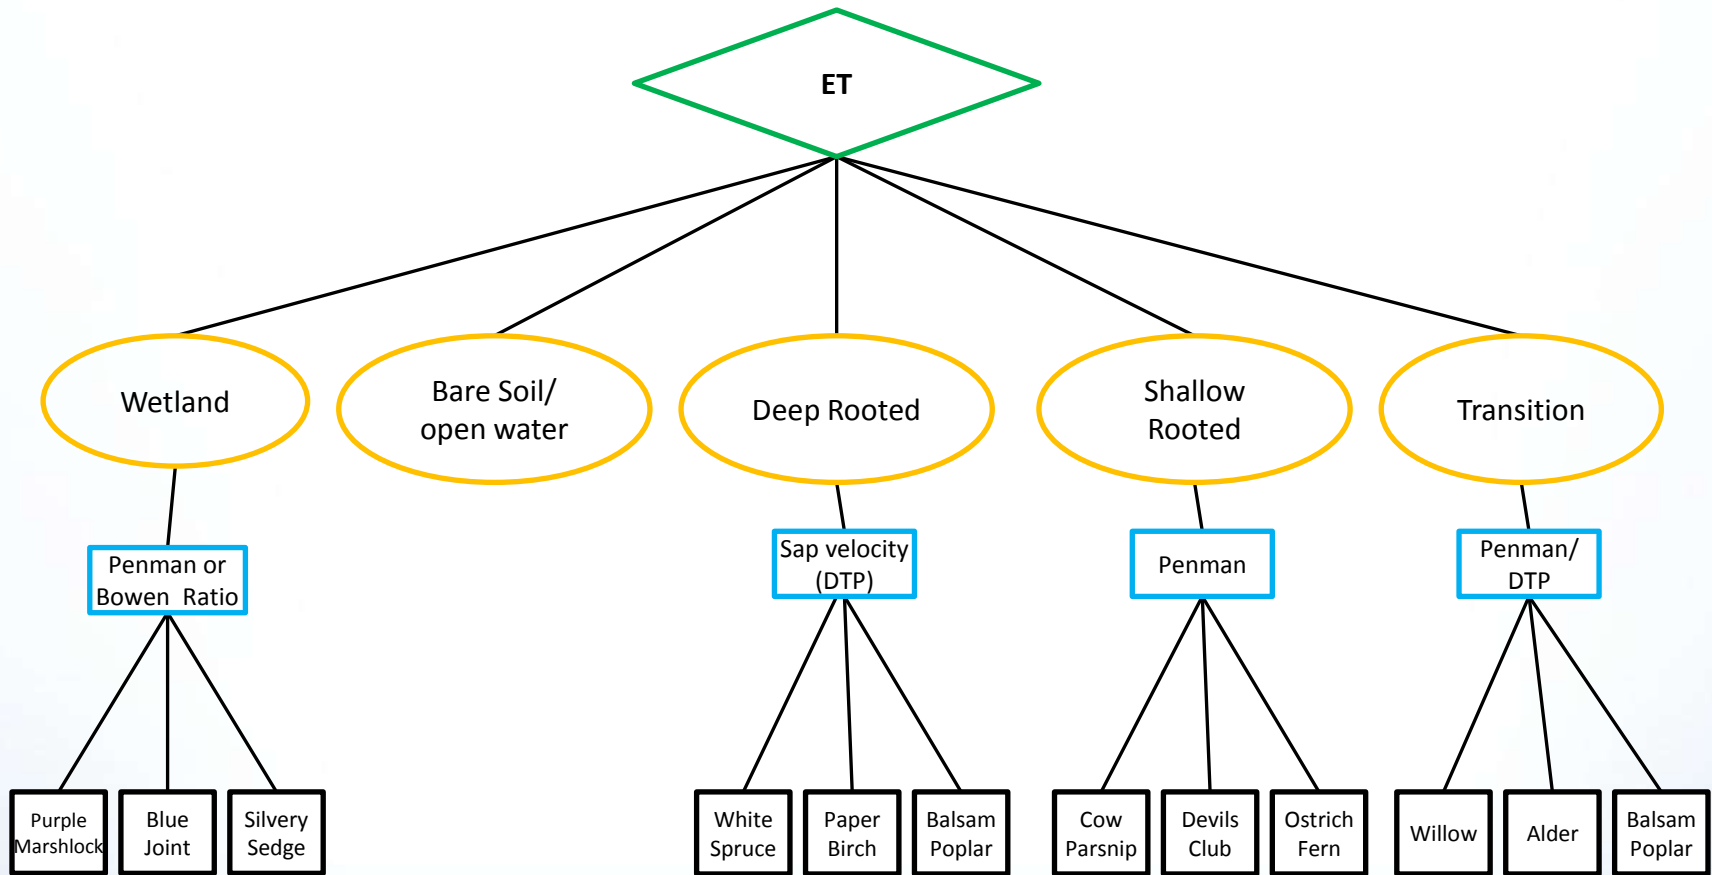 ET
Wetland
Bare Soil/
open water
Deep Rooted
Shallow
Rooted
Transition
Penman or
Bowen Ratio
Sap velocity
(DTP)
Penman
Penman/
DTP
Purple
Marshlock
Blue
Joint
Silvery
Sedge
White
Spruce
Paper
Birch
Balsam
Poplar
Cow
Parsnip
Devils
Club
Ostrich
Fern
Willow
Alder
Balsam
Poplar